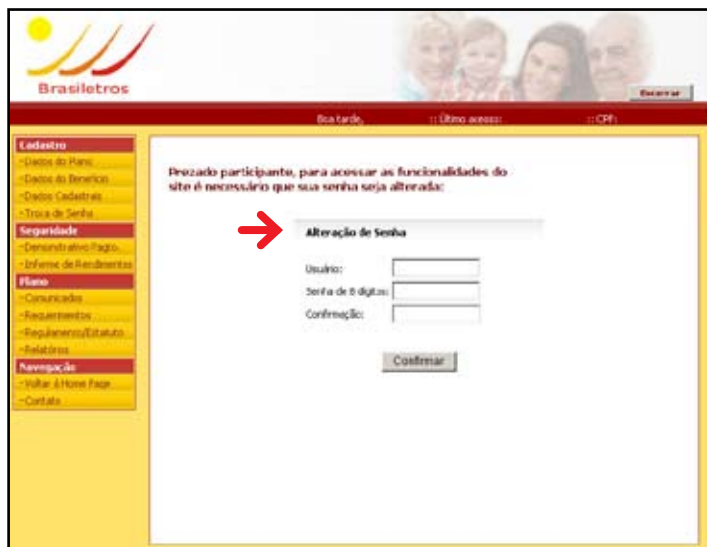 Brasiletros
Encerrar
Boa tarde, :: Último acesso: :: CPF:
Cadastro
-Dados do Plano
-Dados do Benefício
-Dados Cadastrais
-Troca de Senha
Seguridade
-Demonstrativo Pagto.
-Informe de Rendimentos
Plano
-Comunicados
-Requerimentos
-Regulamento/Estatuto
-Relatórios
Navegação
-Voltar à Home Page
-Contato
Prezado participante, para acessar as funcionalidades do
site é necessário que sua senha seja alterada:
Alteração de Senha
Usuário:
Senha de 8 dígitos:
Confirmação:
Confirmar